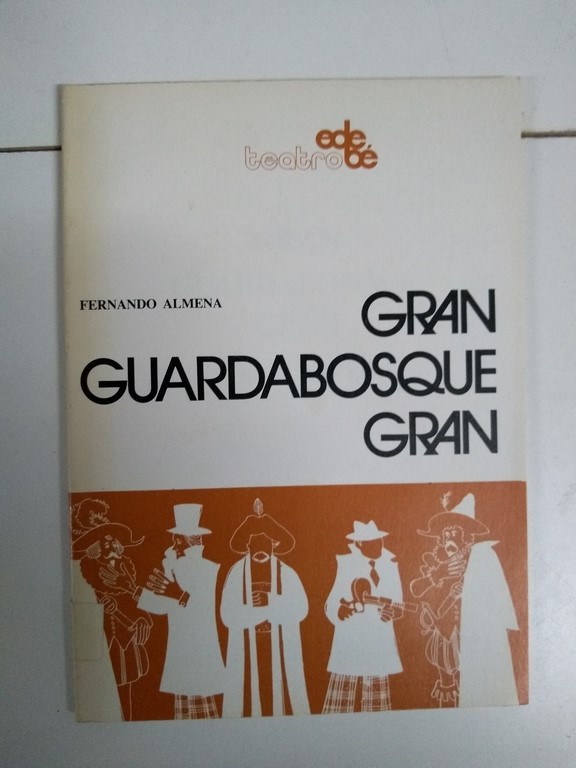 edebé
teatro
FERNANDO ALMENA
GRAN
GUARDABOSQUE
GRAN